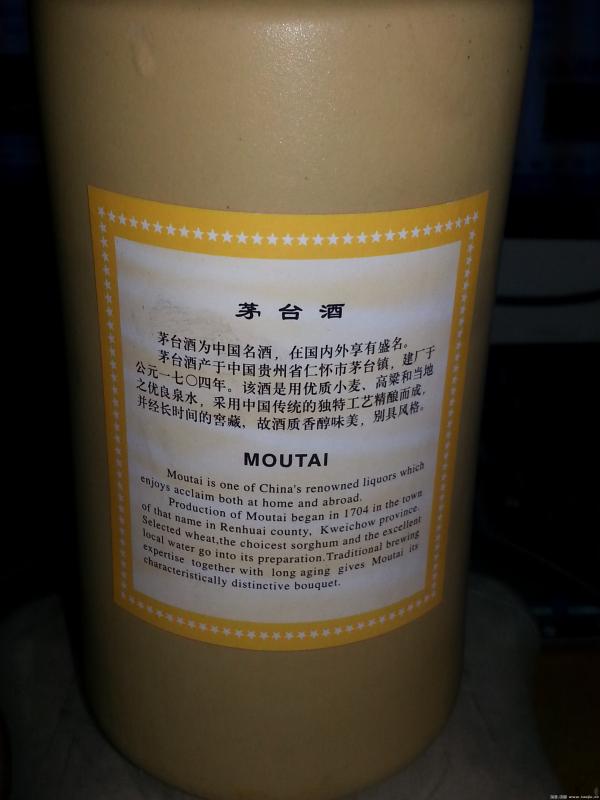 茅台酒
茅台酒为中国名酒，在国内外享有盛名。
茅台酒产于中国贵州省仁怀市茅台镇，建厂于
公元一七〇四年。该酒是用优质小麦、高粱和当地
之优良泉水，采用中国传统的独特工艺精酿而成，
并经长时间的窖藏，故酒质香醇味美，别具风格。
MOUTAI
Moutai is one of China's renowned liquors which
enjoys acclaim both at home and abroad.
Production of Moutai began in 1704 in the town
of that name in Renhuai county, Kweichow province.
Selected wheat,the choicest sorghum and the excellent
local water go into its preparation.Traditional brewing
expertise together with long aging gives Moutai its
characteristically distinctive bouquet.